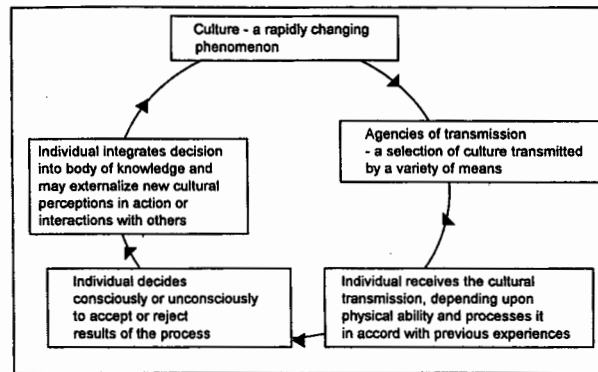 Culture - a rapidly changing
phenomenon
Agencies of transmission
- a selection of culture transmitted
by a variety of means
Individual receives the cultural
transmission, depending upon
physical ability and processes it
in accord with previous experiences
Individual decides
consciously or unconsciously
to accept or reject
results of the process
Individual integrates decision
into body of knowledge and
may externalize new cultural
perceptions in action or
interactions with others